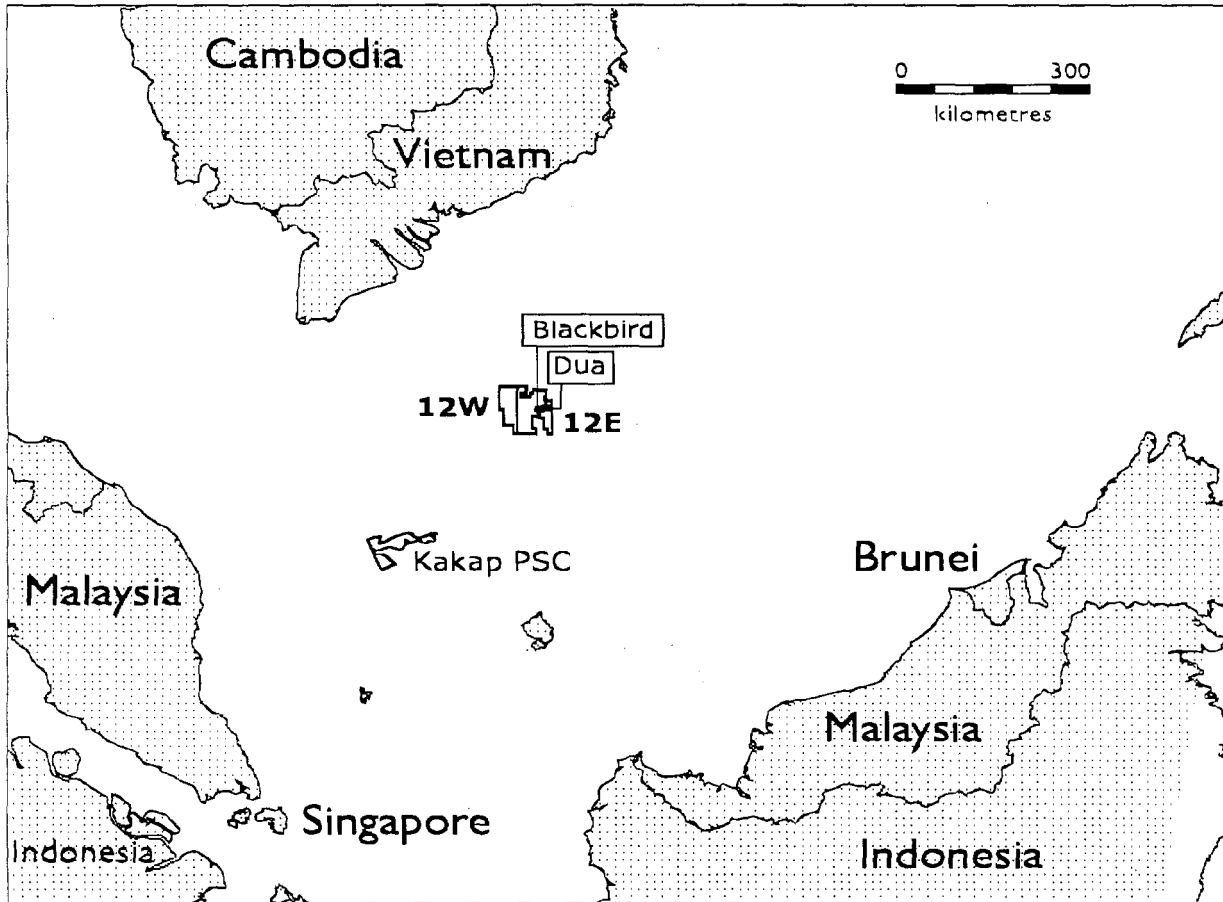 Cambodia
0 300
kilometres
Vietnam
Blackbird
Dua
12W
12E
Kakap PSC
Brunei
Malaysia
Malaysia
Singapore
Indonesia
Indonesia